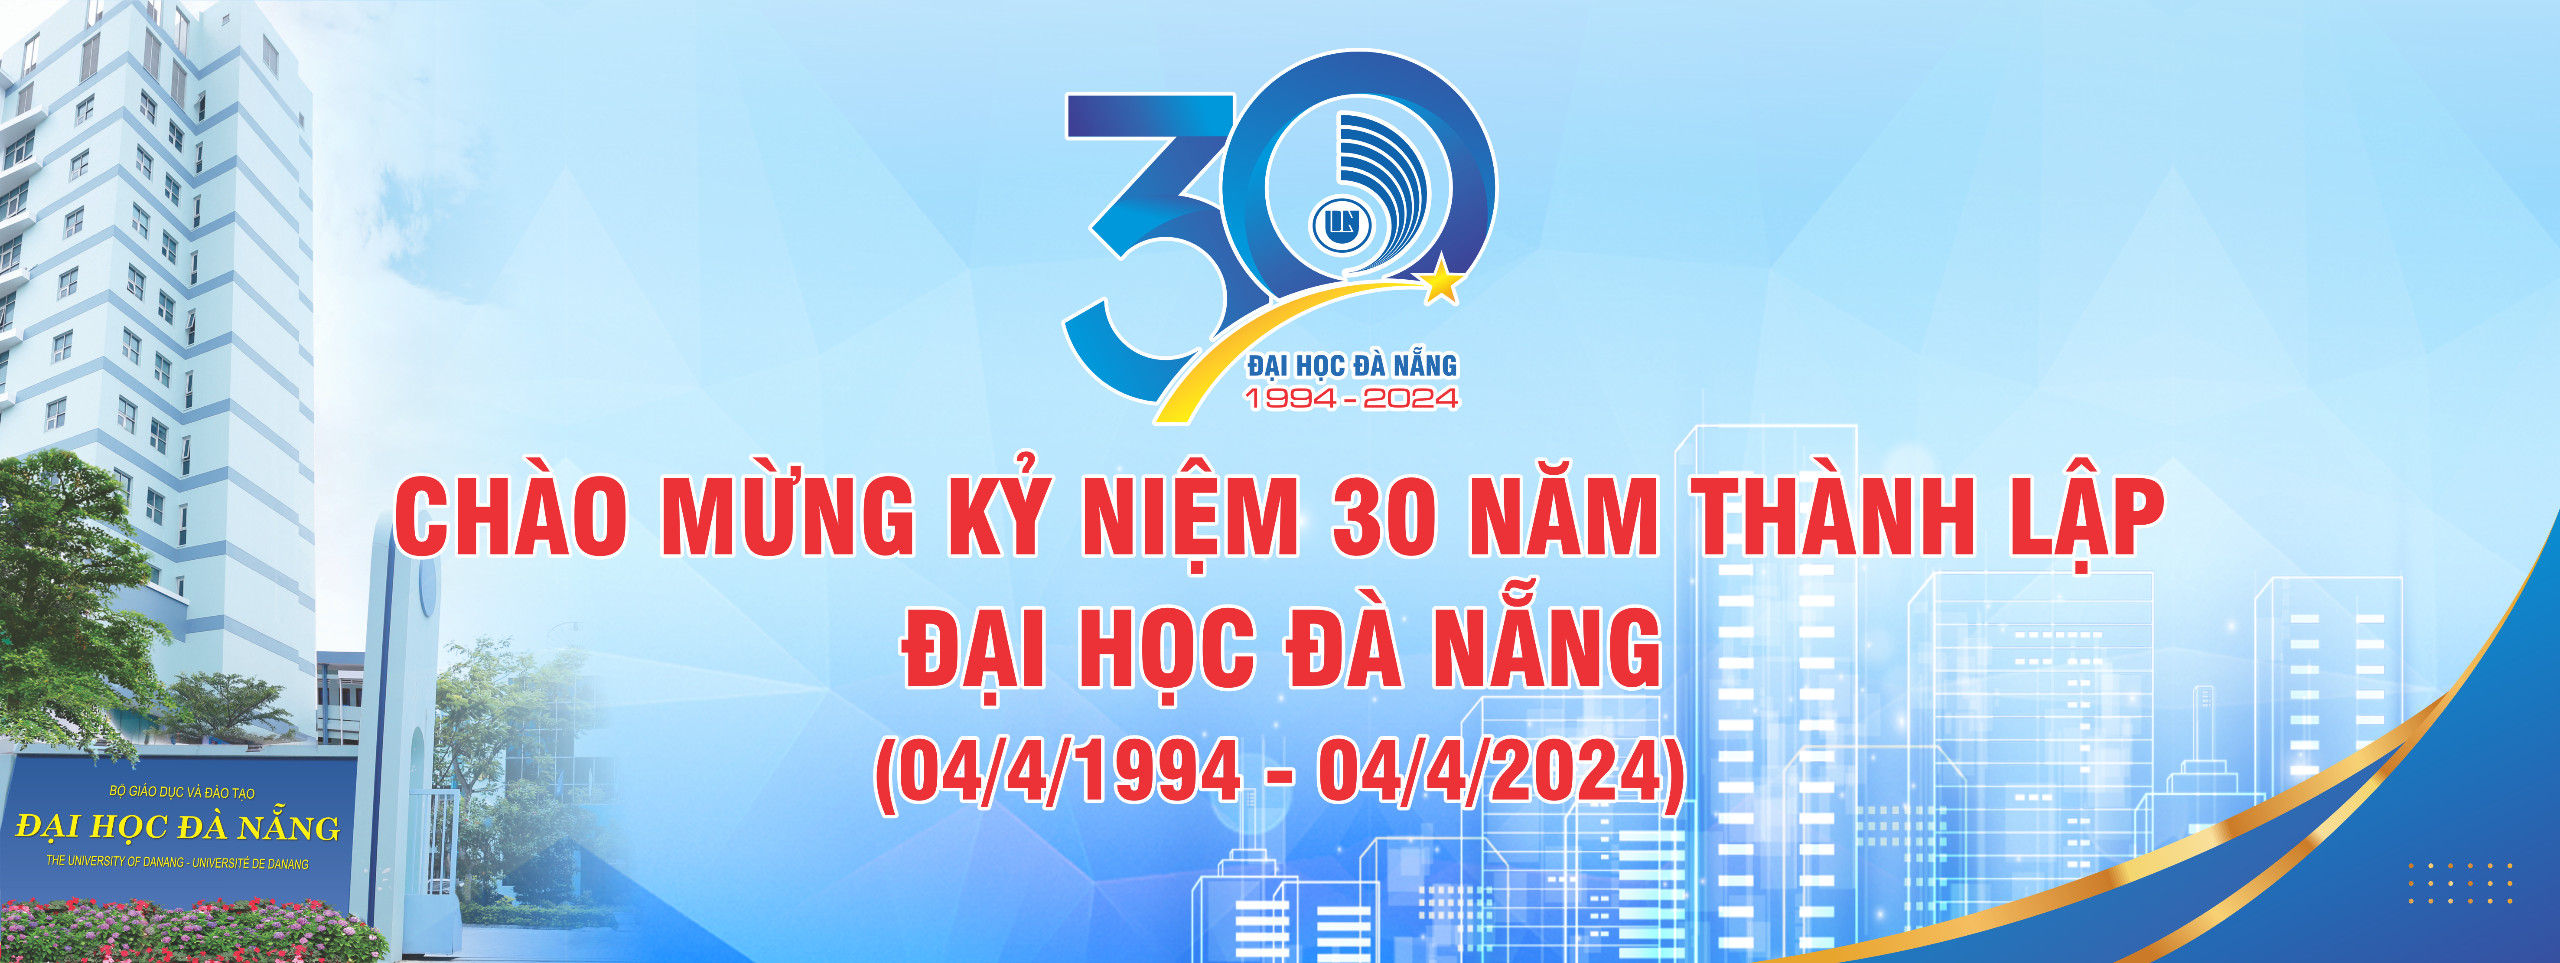 ĐẠI HỌC ĐÀ NẴNG
1994 - 2024
CHÀO MỪNG KỶ NIỆM 30 NĂM THÀNH LẬP
ĐẠI HỌC ĐÀ NẴNG
(04/4/1994 - 04/4/2024)
30
UN
BỘ GIÁO DỤC VÀ ĐÀO TẠO
ĐẠI HỌC ĐÀ NẴNG
THE UNIVERSITY OF DANANG - UNIVERSITÉ DE DANANG